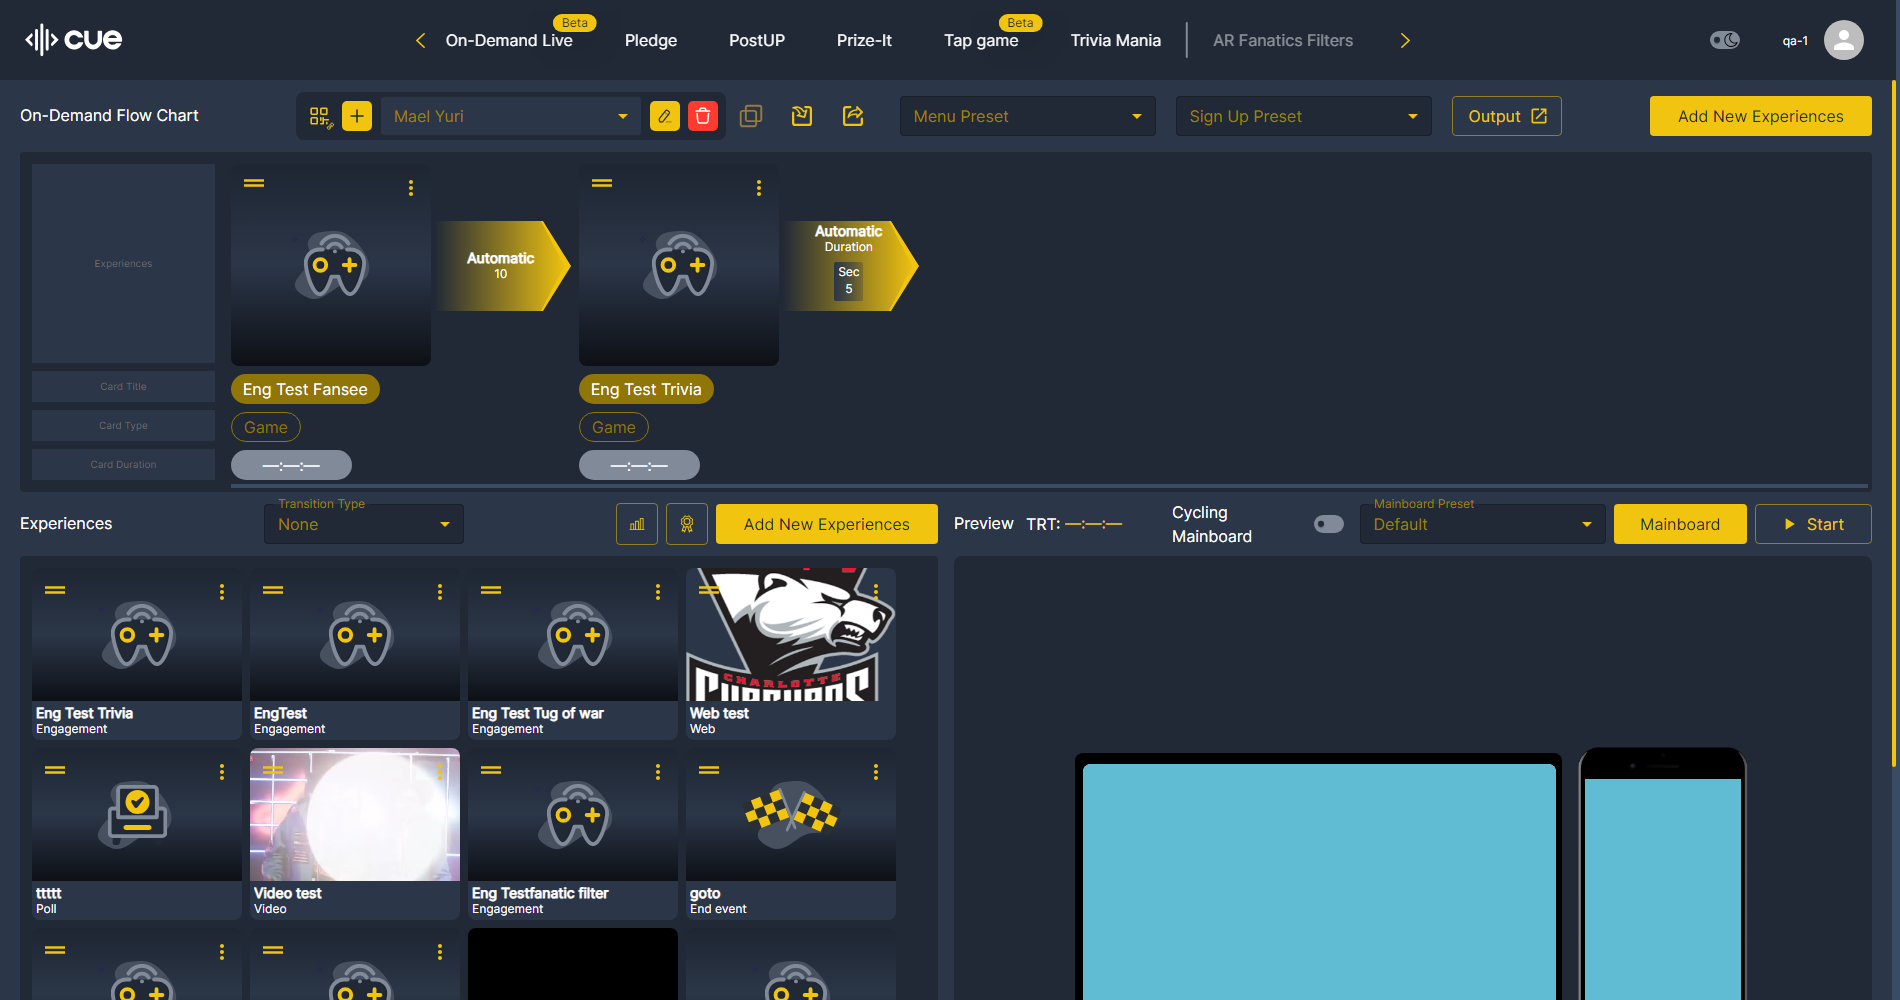 cue
On-Demand Live
Beta
Pledge
PostUP
Prize-It
Tap game
Beta
Trivia Mania
AR Fanatics Filters
qa-1
On-Demand Flow Chart
Mael Yuri
Menu Preset
Sign Up Preset
Output
Add New Experiences
Experiences
Automatic
10
Automatic
Duration
Sec
5
Card Title
Eng Test Fansee
Eng Test Trivia
Card Type
Game
Game
Card Duration
—:—:—
—:—:—
Experiences
Transition Type
None
Add New Experiences
Preview
TRT: —:—:—
Cycling
Mainboard
Mainboard Preset
Default
Mainboard
Start
Eng Test Trivia
Engagement
EngTest
Engagement
Eng Test Tug of war
Engagement
CHARLOTTE
Web test
Web
ttttt
Poll
Video test
Video
Eng Testfanatic filter
Engagement
goto
End event